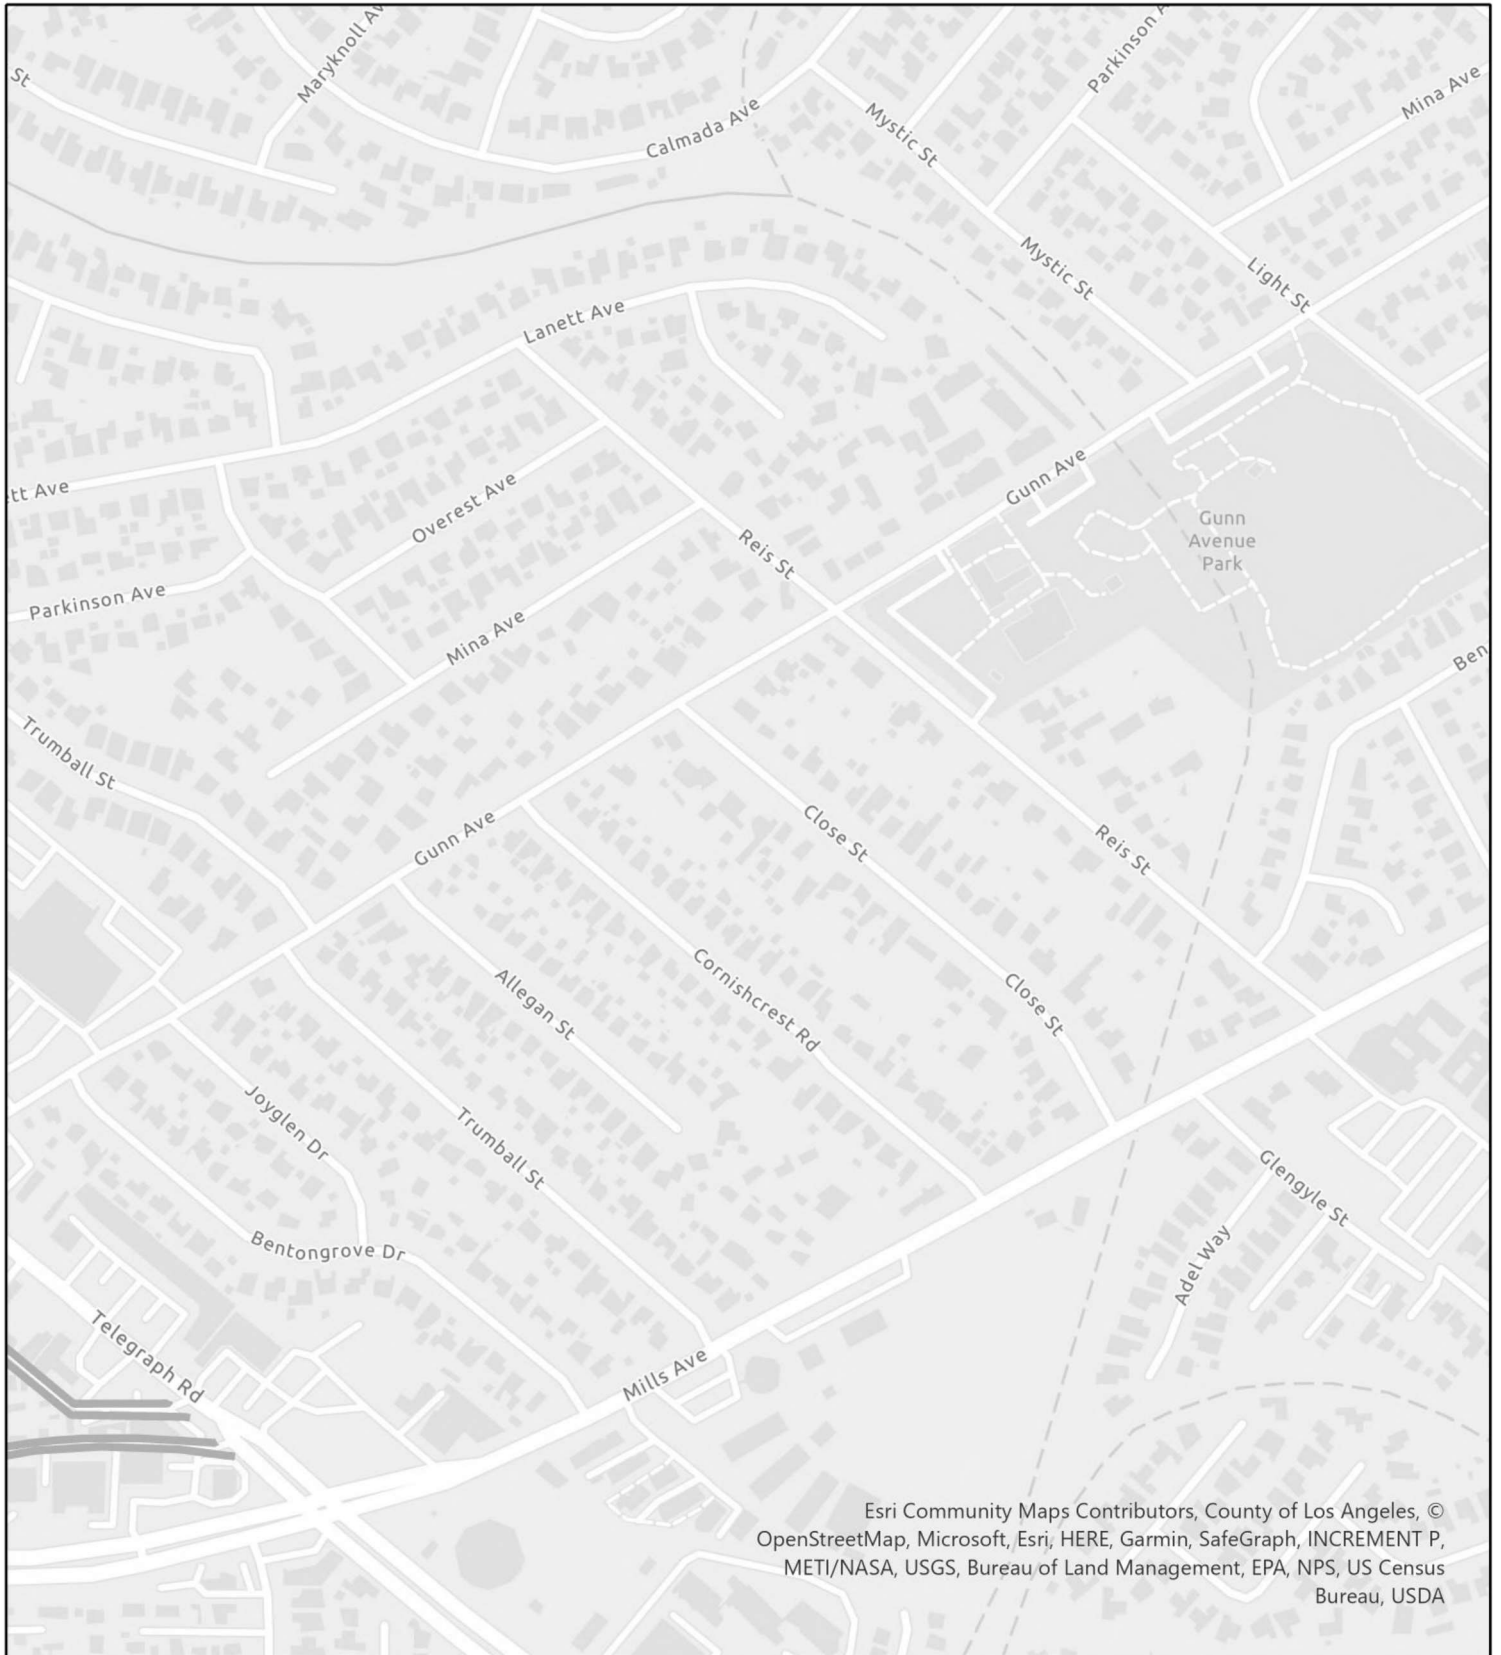 Maryknoll Av
Parkinson A
St
Mina Ave
Calmada Ave
Mystic St
Mystic St
Light St
Lanett Ave
Gunn Ave
tt Ave
Overest Ave
Gunn
Avenue
Park
Reis St
Parkinson Ave
Mina Ave
Ben
Trumball St
Gunn Ave
Close St
Reis St
Allegan St
Cornishcrest Rd
Close St
Joyglen Dr
Trumball St
Glengyle St
Bentongrove Dr
Adel Way
Telegraph Rd
Mills Ave
Esri Community Maps Contributors, County of Los Angeles, ©
OpenStreetMap, Microsoft, Esri, HERE, Garmin, SafeGraph, INCREMENT P,
METI/NASA, USGS, Bureau of Land Management, EPA, NPS, US Census
Bureau, USDA